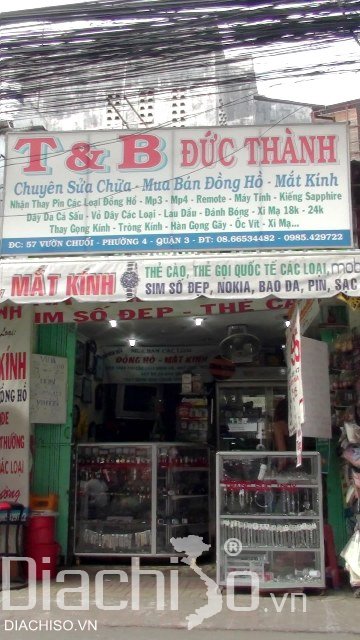 T & B ĐỨC THÀNH
Chuyên Sửa Chữa - Mua Bán Đồng Hồ - Mắt Kính
Nhận Thay Pin Các Loại Đồng Hồ - Mp3 - Mp4 - Remote - Máy Tính - Kiếng Sapphire
Dây Da Cá Sấu - Vỏ Dây Các Loại - Lau Dầu - Đánh Bóng - Xi Mạ 18k - 24k
Thay Gọng Kính - Tròng Kính - Hàn Gọng Gãy - Ốc Vít - Xi Mạ...
ĐC: 57 VƯỜN CHUỐI - PHƯỜNG 4 - QUẬN 3 - ĐT: 08.66534482 - 0985.429722
MẮT KÍNH
THẺ CÀO, THẺ GỌI QUỐC TẾ CÁC LOẠI,
SIM SỐ ĐẸP, NOKIA, BAO DA, PIN, SẠC
SIM SỐ ĐẸP - THẺ CÀ
ĐỒNG HỒ - MẮT KÍNH
KÍNH
ỒNG HỒ
THƯỜNG
CÁC LOẠI
Diachiso.vn
®
DIACHISO.VN